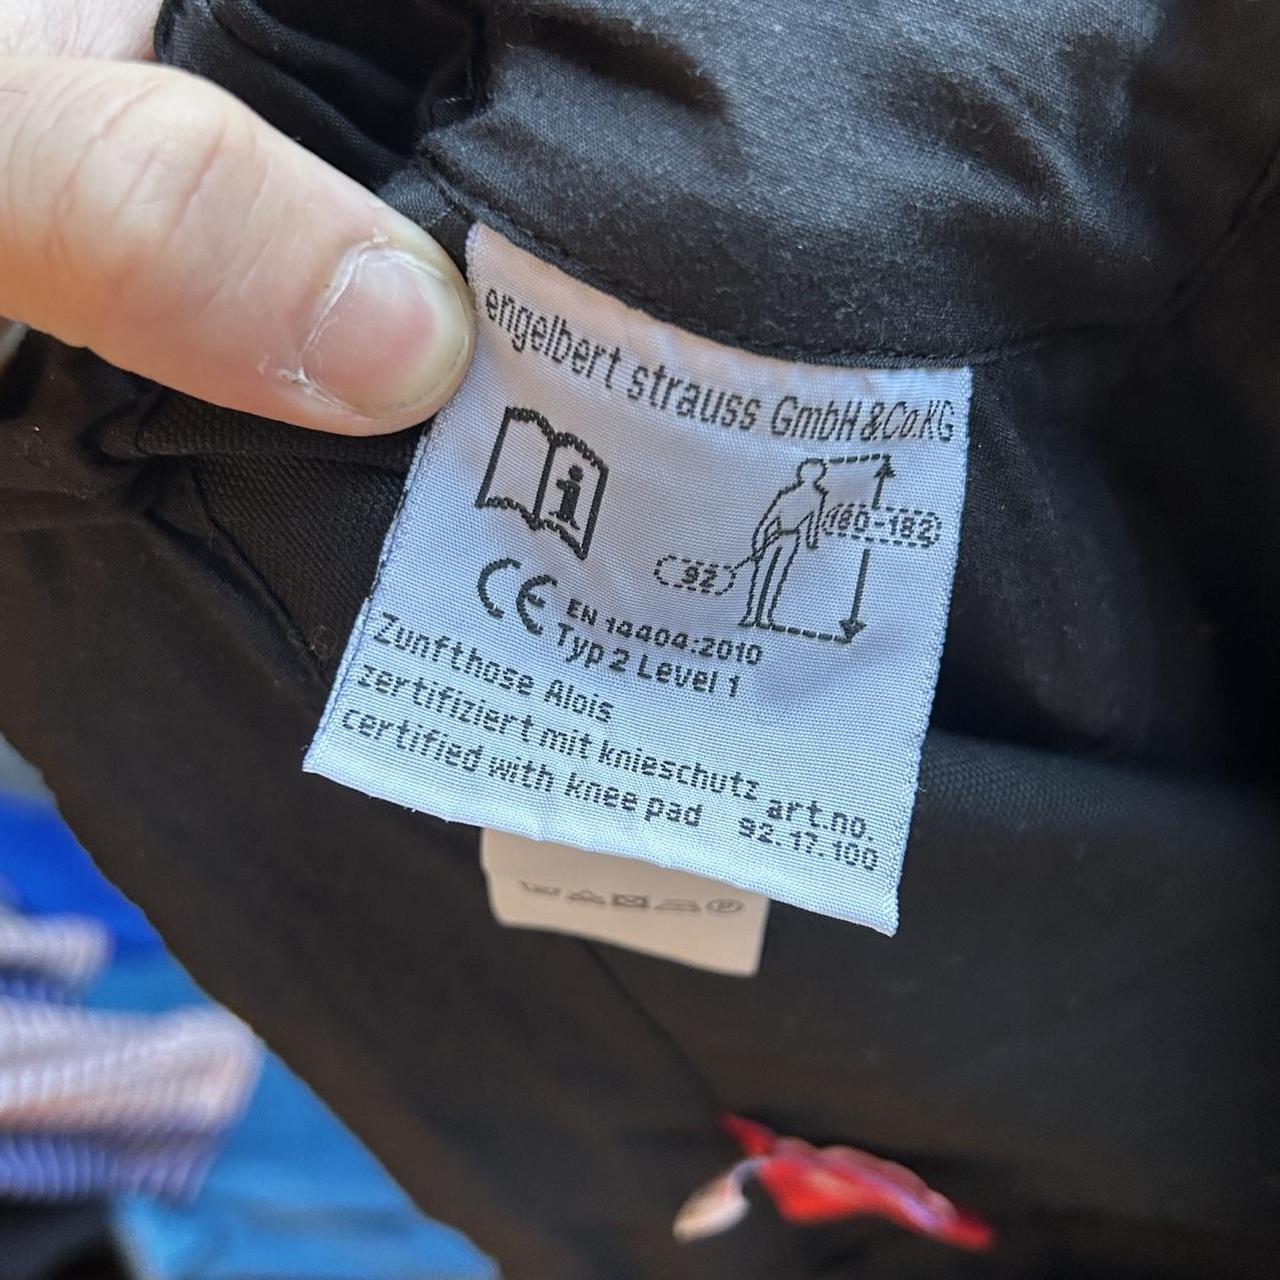 engelbert strauss GmbH & Co. KG
i
180-182
92
CE
EN 14404:2010
Typ 2 Level 1
Zunfthose Alois
zertifiziert mit knieschutz
certified with knee pad
art.no.
92.17.100
P